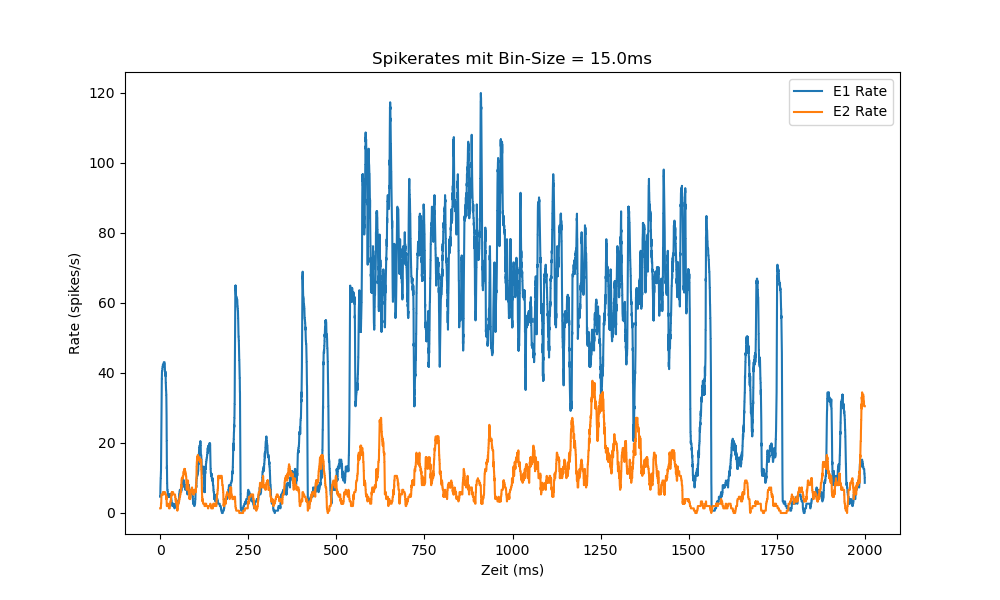 Spikerates mit Bin-Size = 15.0ms
E1 Rate
E2 Rate
Rate (spikes/s)
120
100
80
60
40
20
0
0 250 500 750 1000 1250 1500 1750 2000
Zeit (ms)